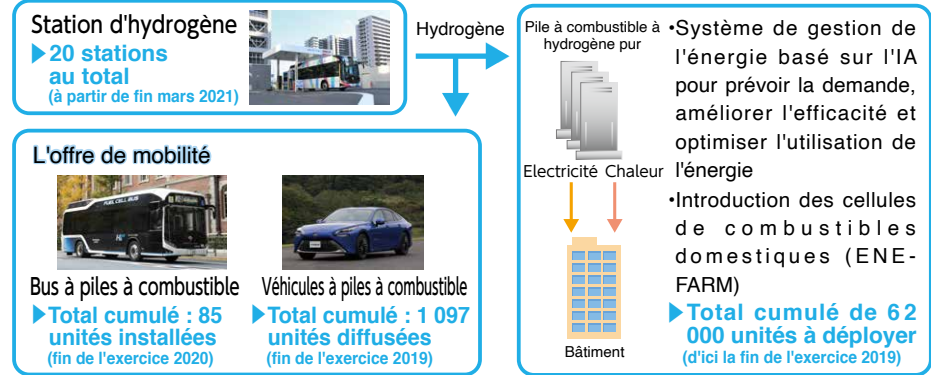 Station d'hydrogène
20 stations
au total
(à partir de fin mars 2021)
Hydrogène
L'offre de mobilité
FUEL CELL BUS
Bus à piles à combustible
Total cumulé : 85
unités installées
(fin de l'exercice 2020)
Véhicules à piles à combustible
Total cumulé : 1 097
unités diffusées
(fin de l'exercice 2019)
Pile à combustible à
hydrogène pur
Electricité Chaleur
Bâtiment
•Système de gestion de
l'énergie basé sur l'IA
pour prévoir la demande,
améliorer l'efficacité et
optimiser l'utilisation de
l'énergie
•Introduction des cellules
de combustibles
domestiques (ENE-
FARM)
Total cumulé de 62
000 unités à déployer
(d'ici la fin de l'exercice 2019)